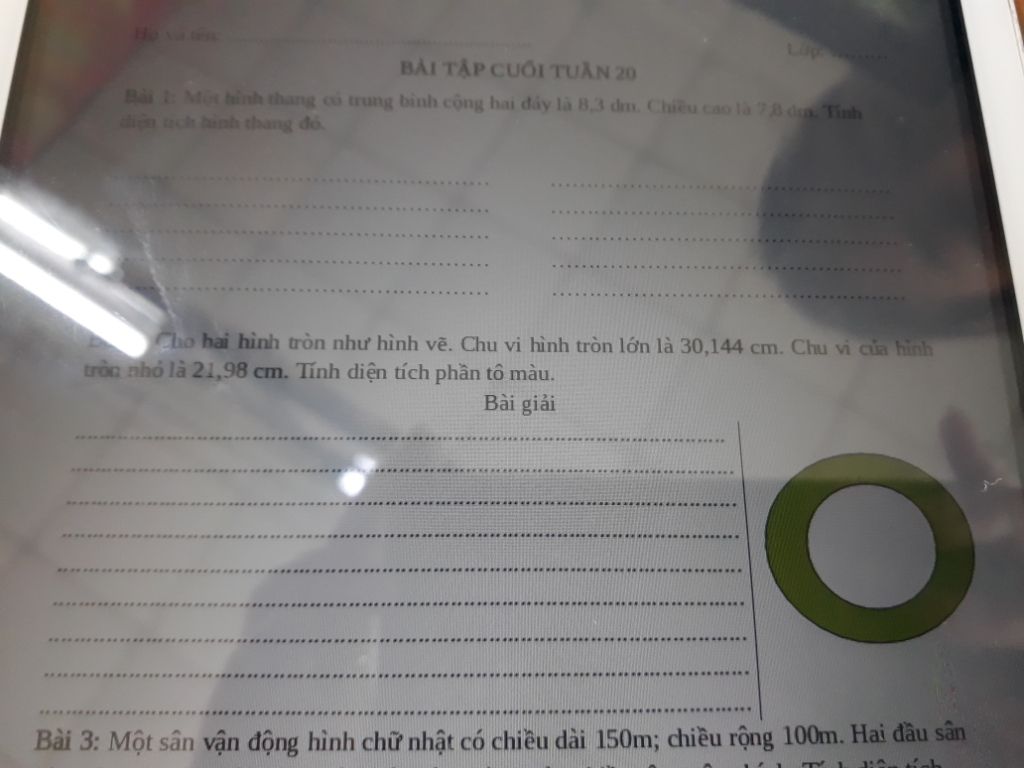 Họ và tên: ........................................................
Lớp: ..........
BÀI TẬP CUỐI TUẦN 20
Bài 1: Một hình thang có trung bình cộng hai đáy là 8,3 dm. Chiều cao là 7,8 dm. Tính
diện tích hình thang đó.
Cho hai hình tròn như hình vẽ. Chu vi hình tròn lớn là 30,144 cm. Chu vi của hình
tròn nhỏ là 21,98 cm. Tính diện tích phần tô màu.
Bài giải
Bài 3: Một sân vận động hình chữ nhật có chiều dài 150m; chiều rộng 100m. Hai đầu sân